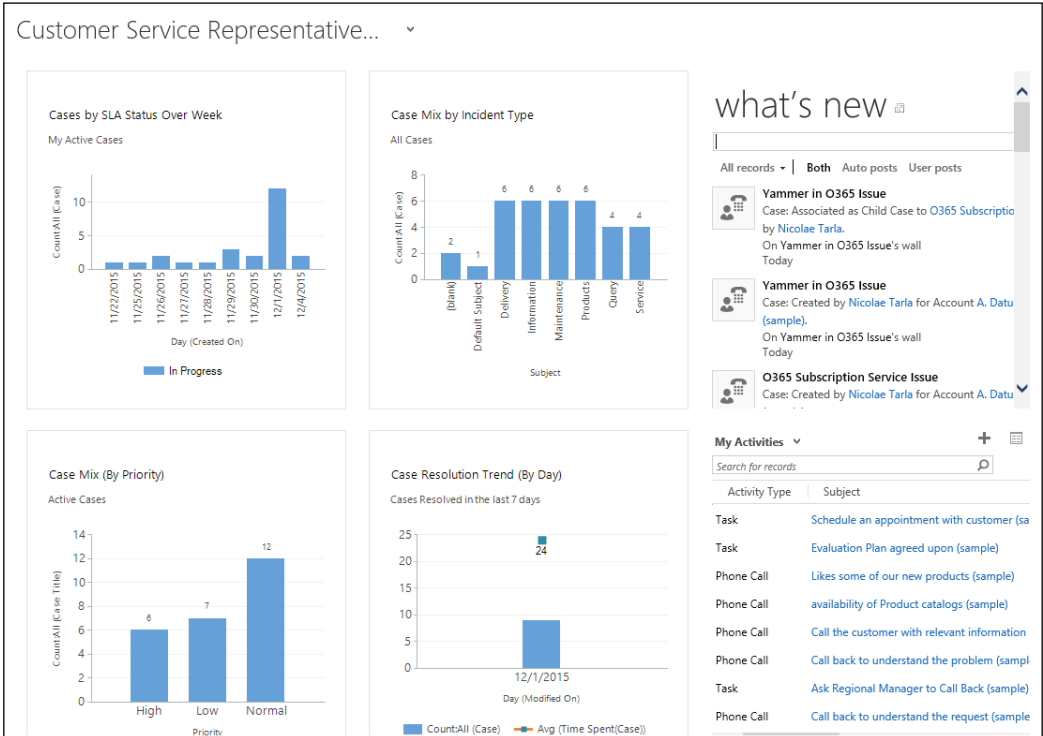 Customer Service Representative...
Cases by SLA Status Over Week
My Active Cases
Count:All (Case)
10
5
0
11/22/2015
11/25/2015
11/26/2015
11/27/2015
11/28/2015
11/29/2015
11/30/2015
12/1/2015
12/4/2015
Day (Created On)
In Progress
Case Mix by Incident Type
All Cases
Count:All (Case)
8
6
4
2
0
2
1
6
6
6
6
4
4
(blank)
Default Subject
Delivery
Information
Maintenance
Products
Query
Service
Subject
what's new
All records Both Auto posts User posts
Yammer in O365 Issue
Case: Associated as Child Case to O365 Subscriptio
by Nicolae Tarla.
On Yammer in O365 Issue's wall
Today
Yammer in O365 Issue
Case: Created by Nicolae Tarla for Account A. Datu
(sample).
On Yammer in O365 Issue's wall
Today
O365 Subscription Service Issue
Case: Created by Nicolae Tarla for Account A. Datu
Case Mix (By Priority)
Active Cases
Count:All (Case Title)
14
12
10
8
6
4
2
0
6
7
12
High
Low
Normal
Priority
Case Resolution Trend (By Day)
Cases Resolved in the last 7 days
25
20
15
10
5
0
24
12/1/2015
Day (Modified On)
Count:All (Case) Avg (Time Spent(Case))
My Activities
Search for records
Activity Type Subject
Task Schedule an appointment with customer (sa
Task Evaluation Plan agreed upon (sample)
Phone Call Likes some of our new products (sample)
Phone Call availability of Product catalogs (sample)
Phone Call Call the customer with relevant information
Phone Call Call back to understand the problem (sampl
Task Ask Regional Manager to Call Back (sample)
Phone Call Call back to understand the request (sample